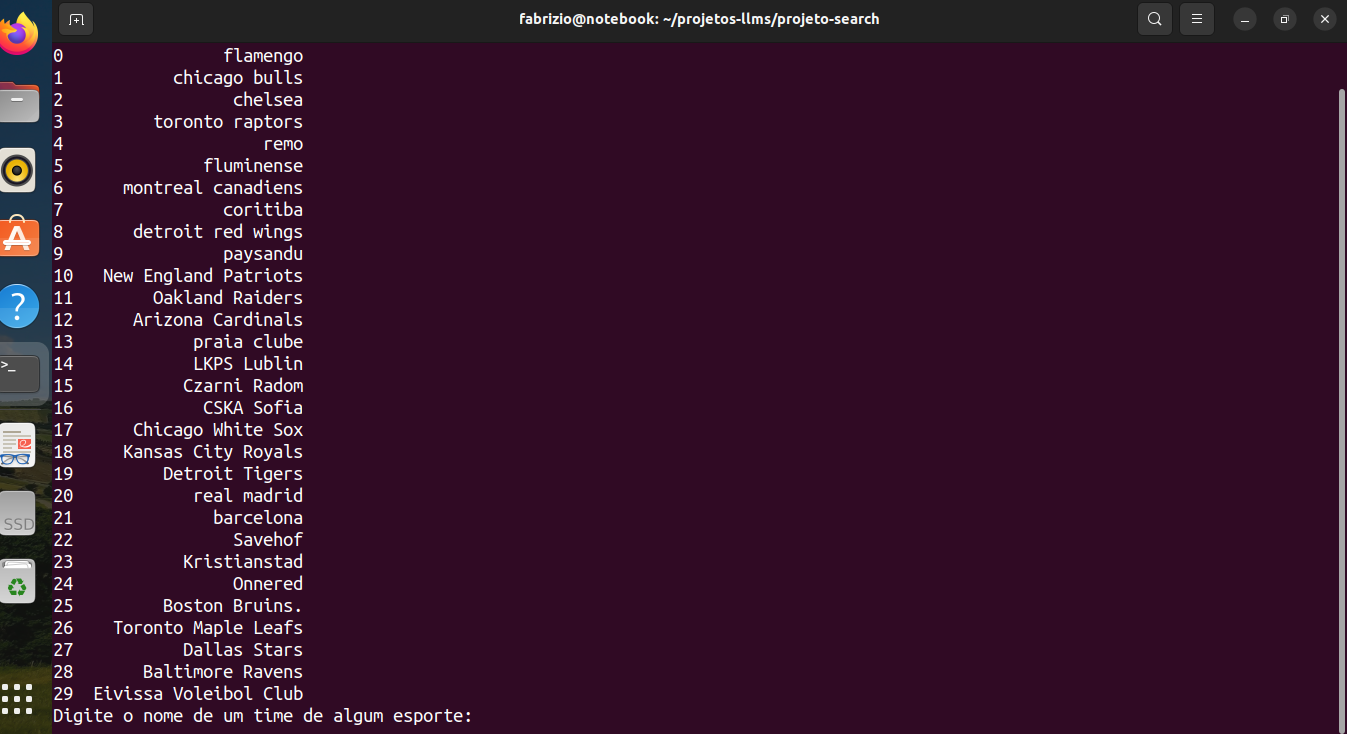 fabrizio@notebook: ~/projetos-llms/projeto-search
0 flamengo
1 chicago bulls
2 chelsea
3 toronto raptors
4 remo
5 fluminense
6 montreal canadiens
7 coritiba
8 detroit red wings
9 paysandu
10 New England Patriots
11 Oakland Raiders
12 Arizona Cardinals
13 praia clube
14 LKPS Lublin
15 Czarni Radom
16 CSKA Sofia
17 Chicago White Sox
18 Kansas City Royals
19 Detroit Tigers
20 real madrid
21 barcelona
22 Savehof
23 Kristianstad
24 Onnered
25 Boston Bruins.
26 Toronto Maple Leafs
27 Dallas Stars
28 Baltimore Ravens
29 Eivissa Voleibol Club
Digite o nome de um time de algum esporte:
SSD